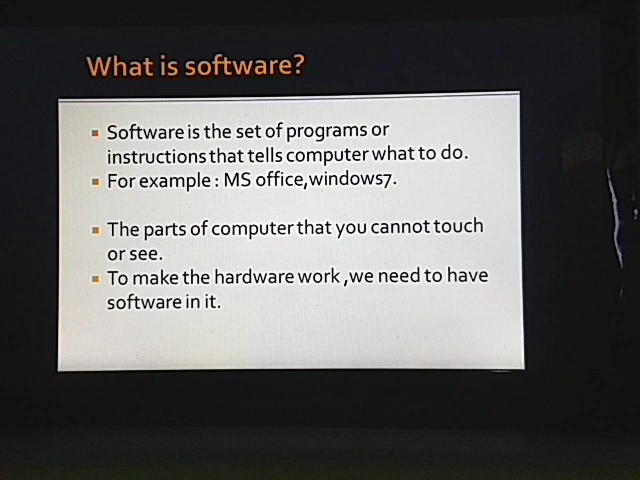 What is software?
Software is the set of programs or
instructions that tells computer what to do.
For example : MS office,windows7.
The parts of computer that you cannot touch
or see.
To make the hardware work ,we need to have
software in it.